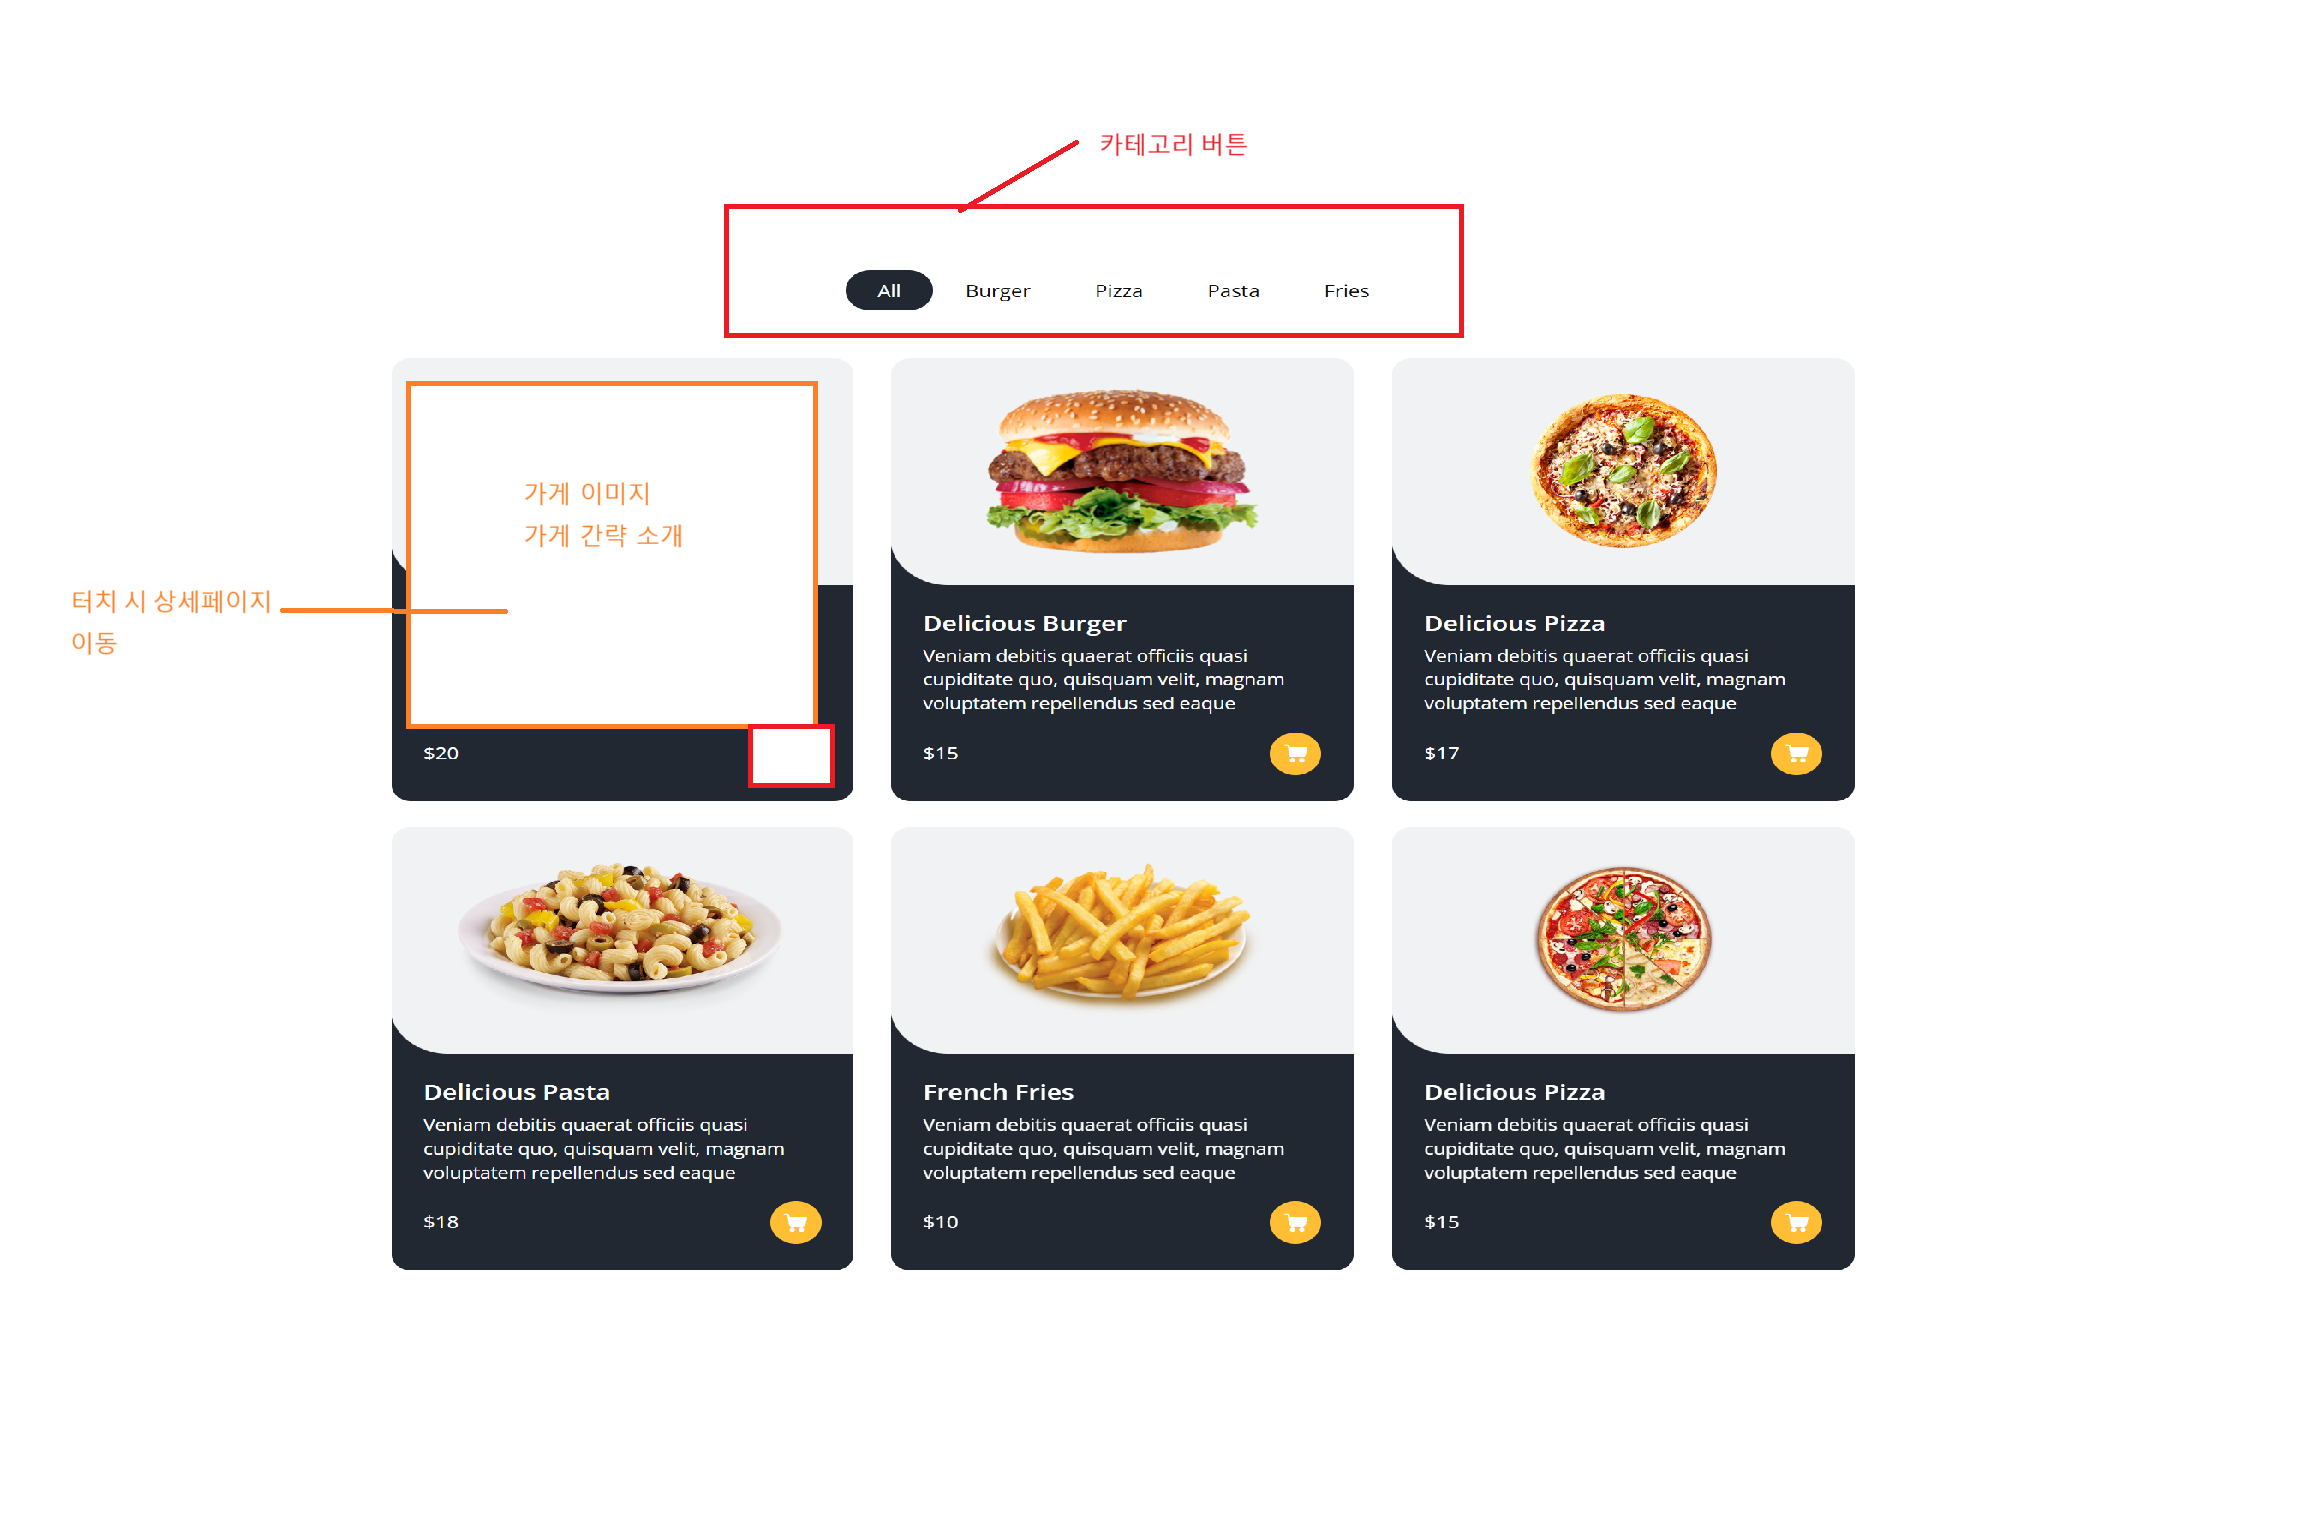 카테고리 버튼
All
Burger
Pizza
Pasta
Fries
가게 이미지
가게 간략 소개
터치 시 상세페이지
이동
$20
Delicious Burger
Veniam debitis quaerat officiis quasi
cupiditate quo, quisquam velit, magnam
voluptatem repellendus sed eaque
$15
Delicious Pizza
Veniam debitis quaerat officiis quasi
cupiditate quo, quisquam velit, magnam
voluptatem repellendus sed eaque
$17
Delicious Pasta
Veniam debitis quaerat officiis quasi
cupiditate quo, quisquam velit, magnam
voluptatem repellendus sed eaque
$18
French Fries
Veniam debitis quaerat officiis quasi
cupiditate quo, quisquam velit, magnam
voluptatem repellendus sed eaque
$10
Delicious Pizza
Veniam debitis quaerat officiis quasi
cupiditate quo, quisquam velit, magnam
voluptatem repellendus sed eaque
$15